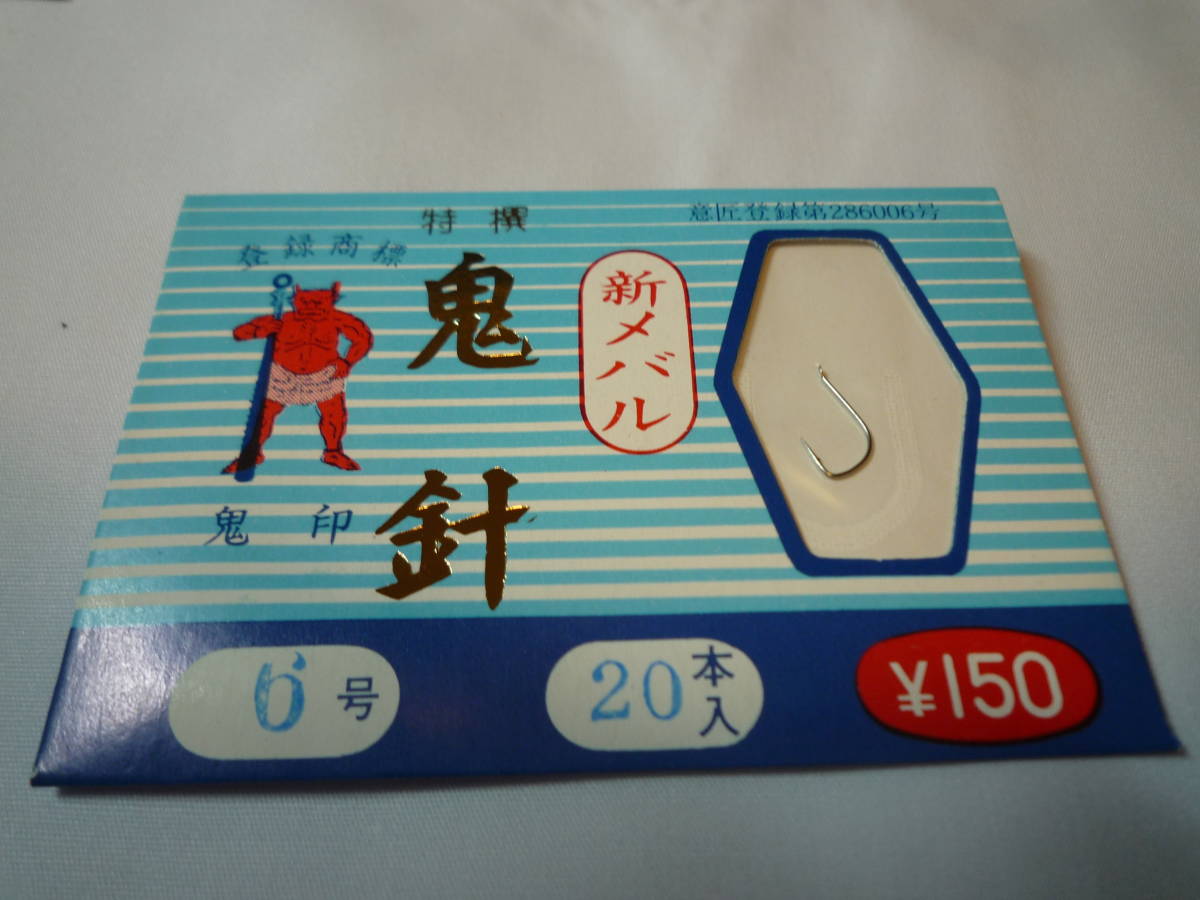 特撰
意匠登録第286006号
登録商標
鬼針
新メバル
鬼印
6号
20本入
¥150